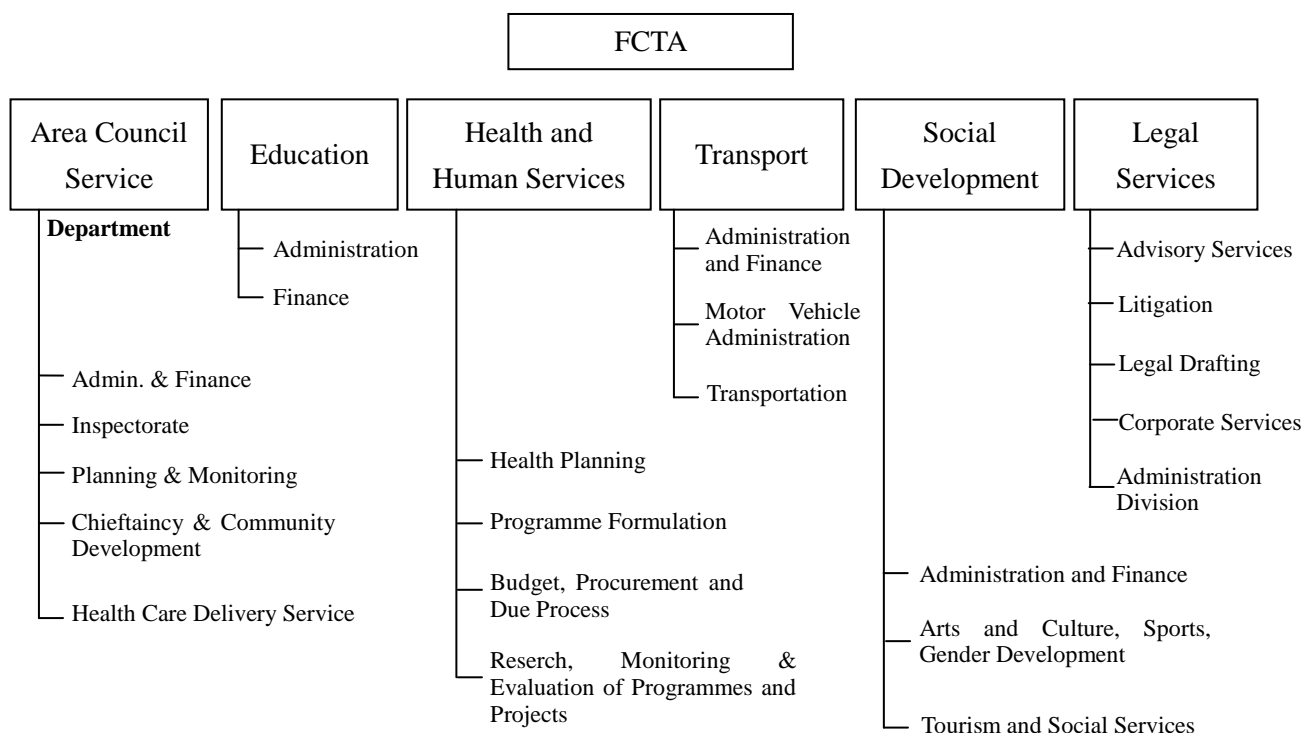 FCTA
Area Council
Service
Education
Health and
Human Services
Transport
Social
Development
Legal
Services
Department
Admin. & Finance
Inspectorate
Planning & Monitoring
Chieftaincy & Community
Development
Health Care Delivery Service
Administration
Finance
Health Planning
Programme Formulation
Budget, Procurement and
Due Process
Reserch, Monitoring &
Evaluation of Programmes and
Projects
Administration
and Finance
Motor Vehicle
Administration
Transportation
Administration and Finance
Arts and Culture, Sports,
Gender Development
Tourism and Social Services
Advisory Services
Litigation
Legal Drafting
Corporate Services
Administration
Division